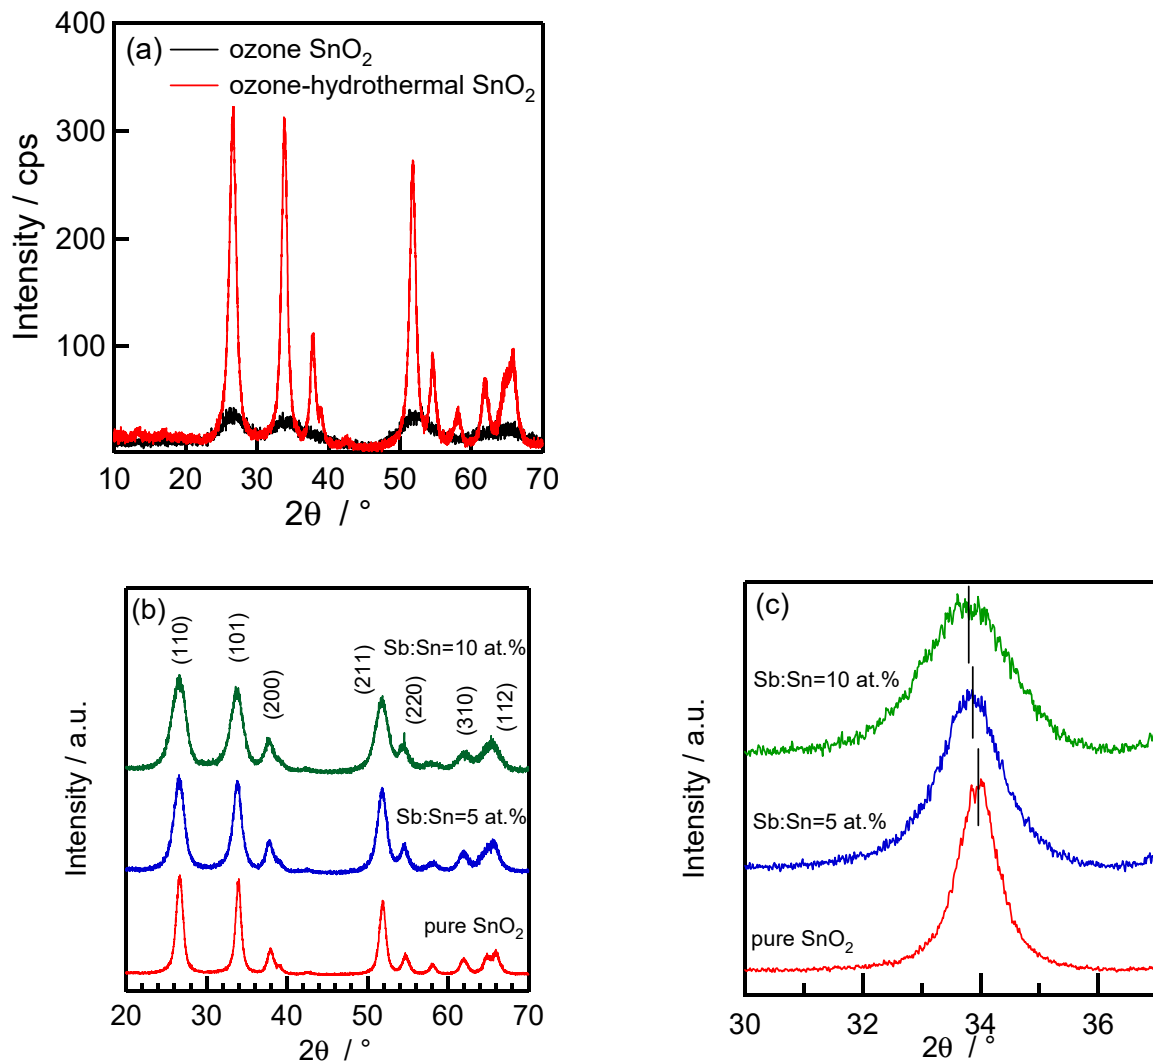 400
(a)
ozone SnO₂
ozone-hydrothermal SnO₂
300
200
100
Intensity / cps
10 20 30 40 50 60 70
2θ / °
(b)
(110)
(101)
(200)
(211)
(220)
(310)
(112)
Sb:Sn=10 at.%
Sb:Sn=5 at.%
pure SnO₂
Intensity / a.u.
20 30 40 50 60 70
2θ / °
(c)
Sb:Sn=10 at.%
Sb:Sn=5 at.%
pure SnO₂
Intensity / a.u.
30 32 34 36
2θ / °